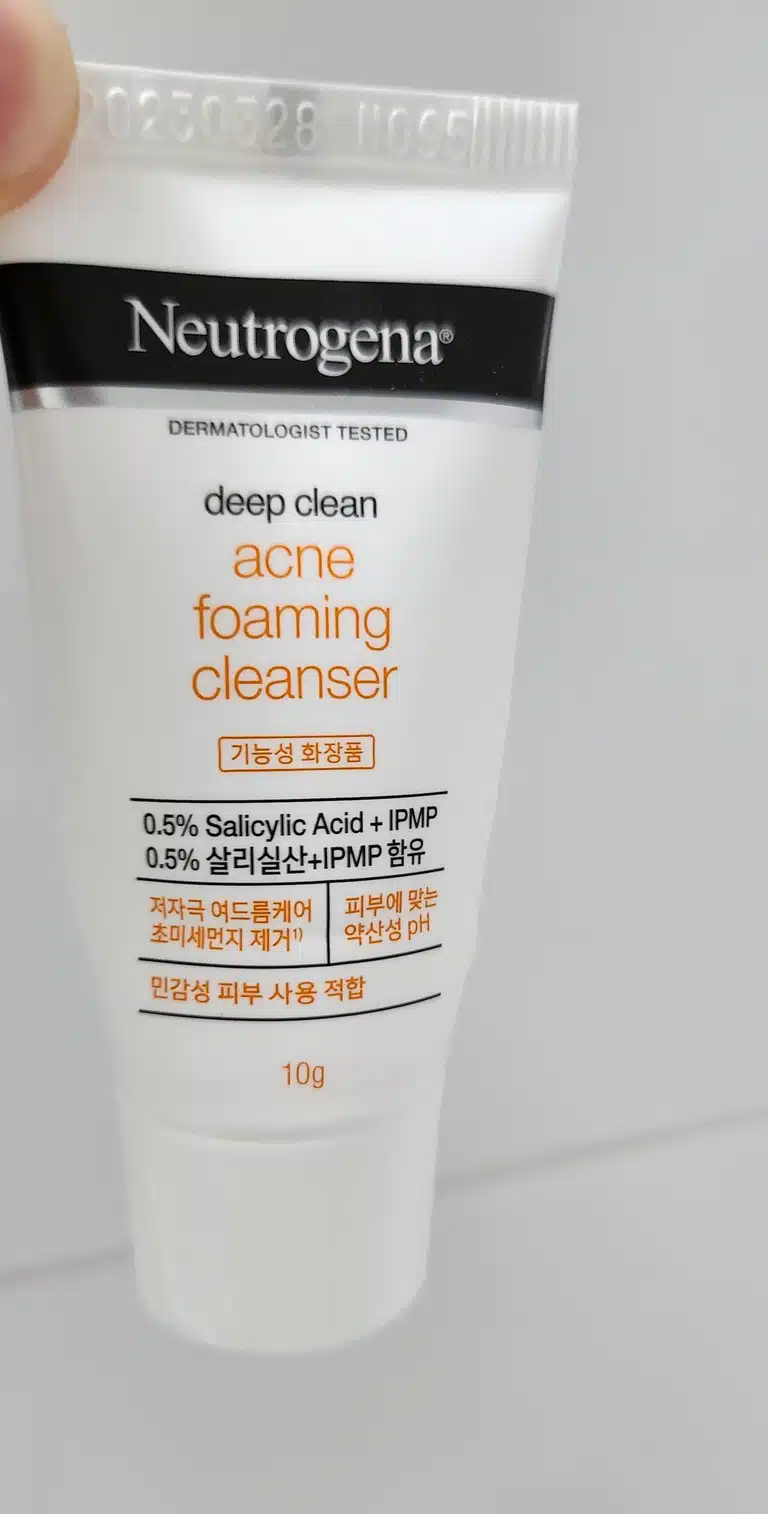 20230328 11095
Neutrogena®
DERMATOLOGIST TESTED
deep clean
acne
foaming
cleanser
기능성 화장품
0.5% Salicylic Acid + IPMP
0.5% 살리실산+IPMP 함유
저자극 여드름케어
초미세먼지 제거¹⁾
피부에 맞는
약산성 pH
민감성 피부 사용 적합
10g